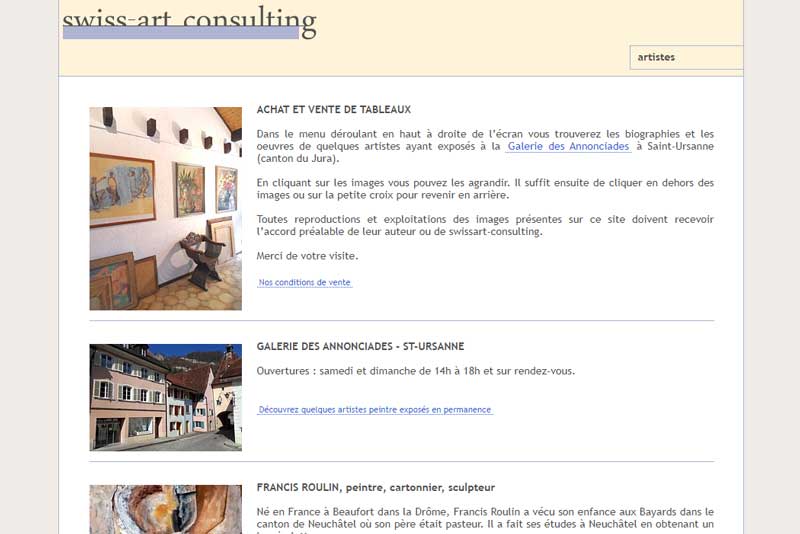 swiss-art consulting
artistes
ACHAT ET VENTE DE TABLEAUX
Dans le menu déroulant en haut à droite de l'écran vous trouverez les biographies et les
oeuvres de quelques artistes ayant exposés à la Galerie des Annonciades à Saint-Ursanne
(canton du Jura).
En cliquant sur les images vous pouvez les agrandir. Il suffit ensuite de cliquer en dehors des
images ou sur la petite croix pour revenir en arrière.
Toutes reproductions et exploitations des images présentes sur ce site doivent recevoir
l'accord préalable de leur auteur ou de swissart-consulting.
Merci de votre visite.
Nos conditions de vente
GALERIE DES ANNONCIADES - ST-URSANNE
Ouvertures : samedi et dimanche de 14h à 18h et sur rendez-vous.
Découvrez quelques artistes peintre exposés en permanence
FRANCIS ROULIN, peintre, cartonnier, sculpteur
Né en France à Beaufort dans la Drôme, Francis Roulin a vécu son enfance aux Bayards dans le
canton de Neuchâtel où son père était pasteur. Il a fait ses études à Neuchâtel en obtenant un